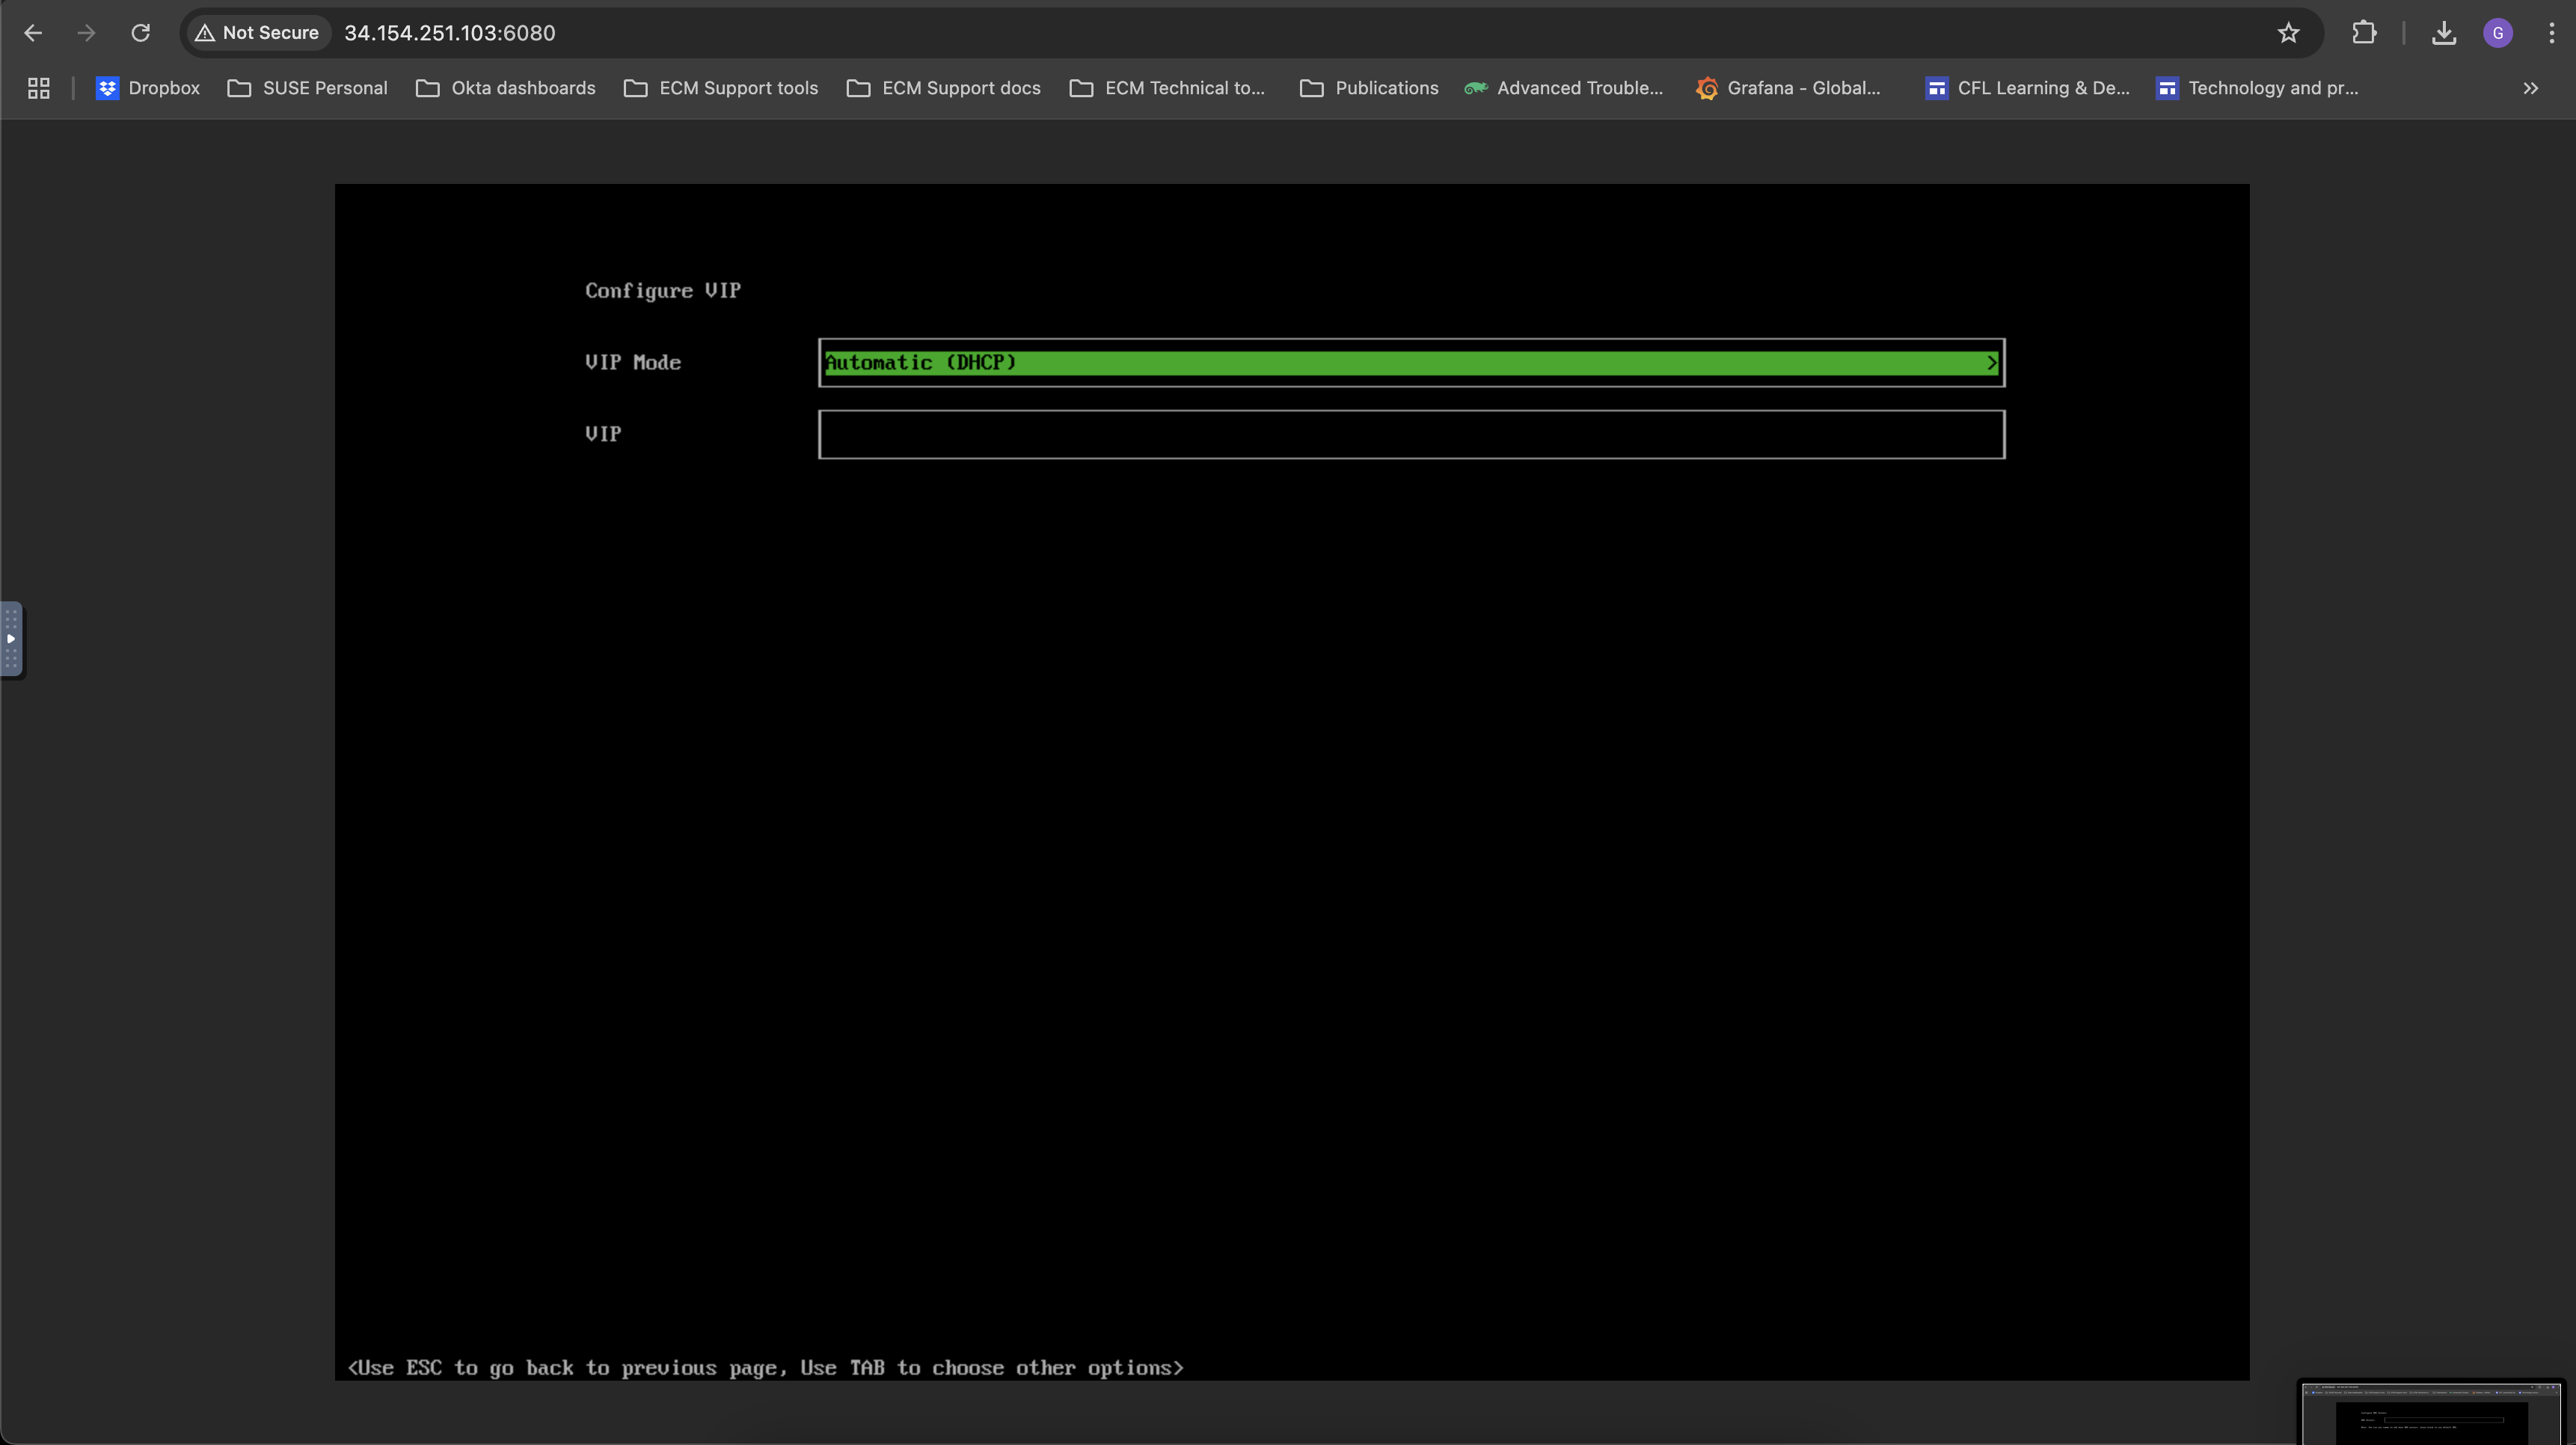 Not Secure 34.154.251.103:6080 G
Dropbox SUSE Personal Okta dashboards ECM Support tools ECM Support docs ECM Technical to... Publications Advanced Trouble... Grafana - Global... CFL Learning & De... Technology and pr... »
Configure VIP
VIP Mode Automatic (DHCP) >
VIP
<Use ESC to go back to previous page, Use TAB to choose other options>